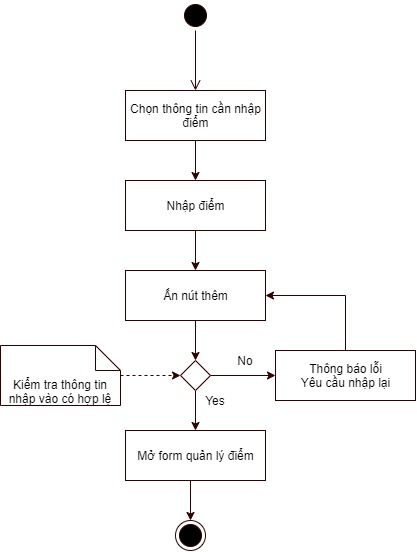 Chọn thông tin cần nhập
điểm
Nhập điểm
Ấn nút thêm
No
Thông báo lỗi
Yêu cầu nhập lại
Kiểm tra thông tin
nhập vào có hợp lệ
Yes
Mở form quản lý điểm